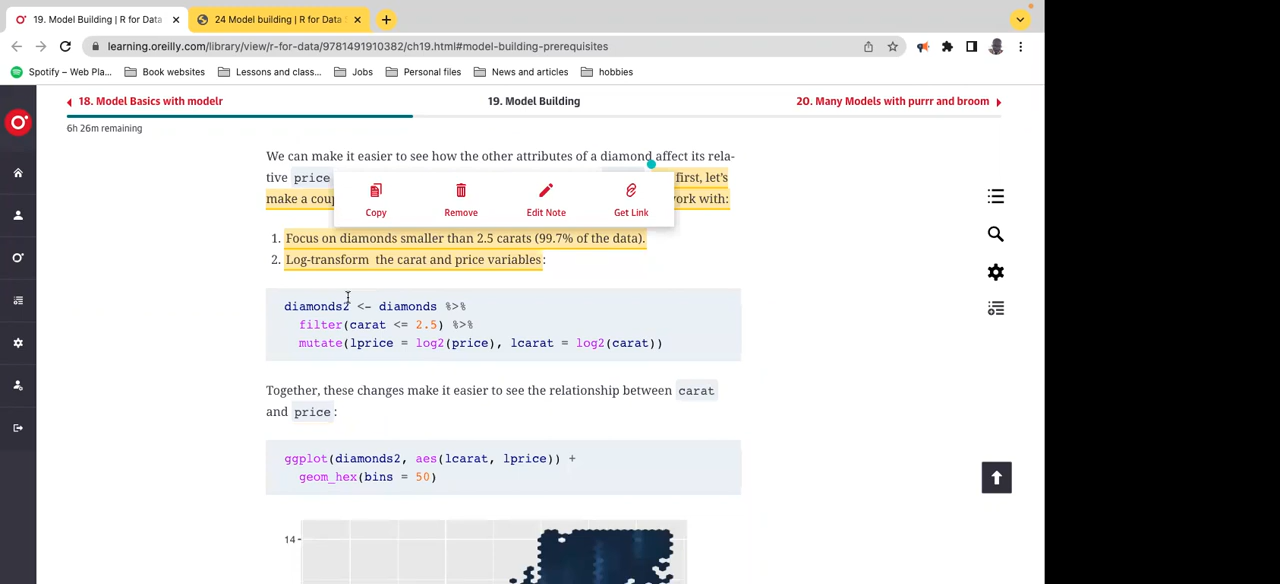 19. Model Building | R for Data
24 Model building | R for Data
learning.oreilly.com/library/view/r-for-data/9781491910382/ch19.html#model-building-prerequisites
Spotify – Web Pla...
Book websites
Lessons and class...
Jobs
Personal files
News and articles
hobbies
18. Model Basics with modelr
19. Model Building
20. Many Models with purrr and broom
6h 26m remaining
We can make it easier to see how the other attributes of a diamond affect its rela-
tive price first, let's
make a cou work with:
Copy
Remove
Edit Note
Get Link
1. Focus on diamonds smaller than 2.5 carats (99.7% of the data).
2. Log-transform the carat and price variables:
diamonds2 <- diamonds %>%
filter(carat <= 2.5) %>%
mutate(lprice = log2(price), lcarat = log2(carat))
Together, these changes make it easier to see the relationship between carat
and price:
ggplot(diamonds2, aes(lcarat, lprice)) +
geom_hex(bins = 50)
14